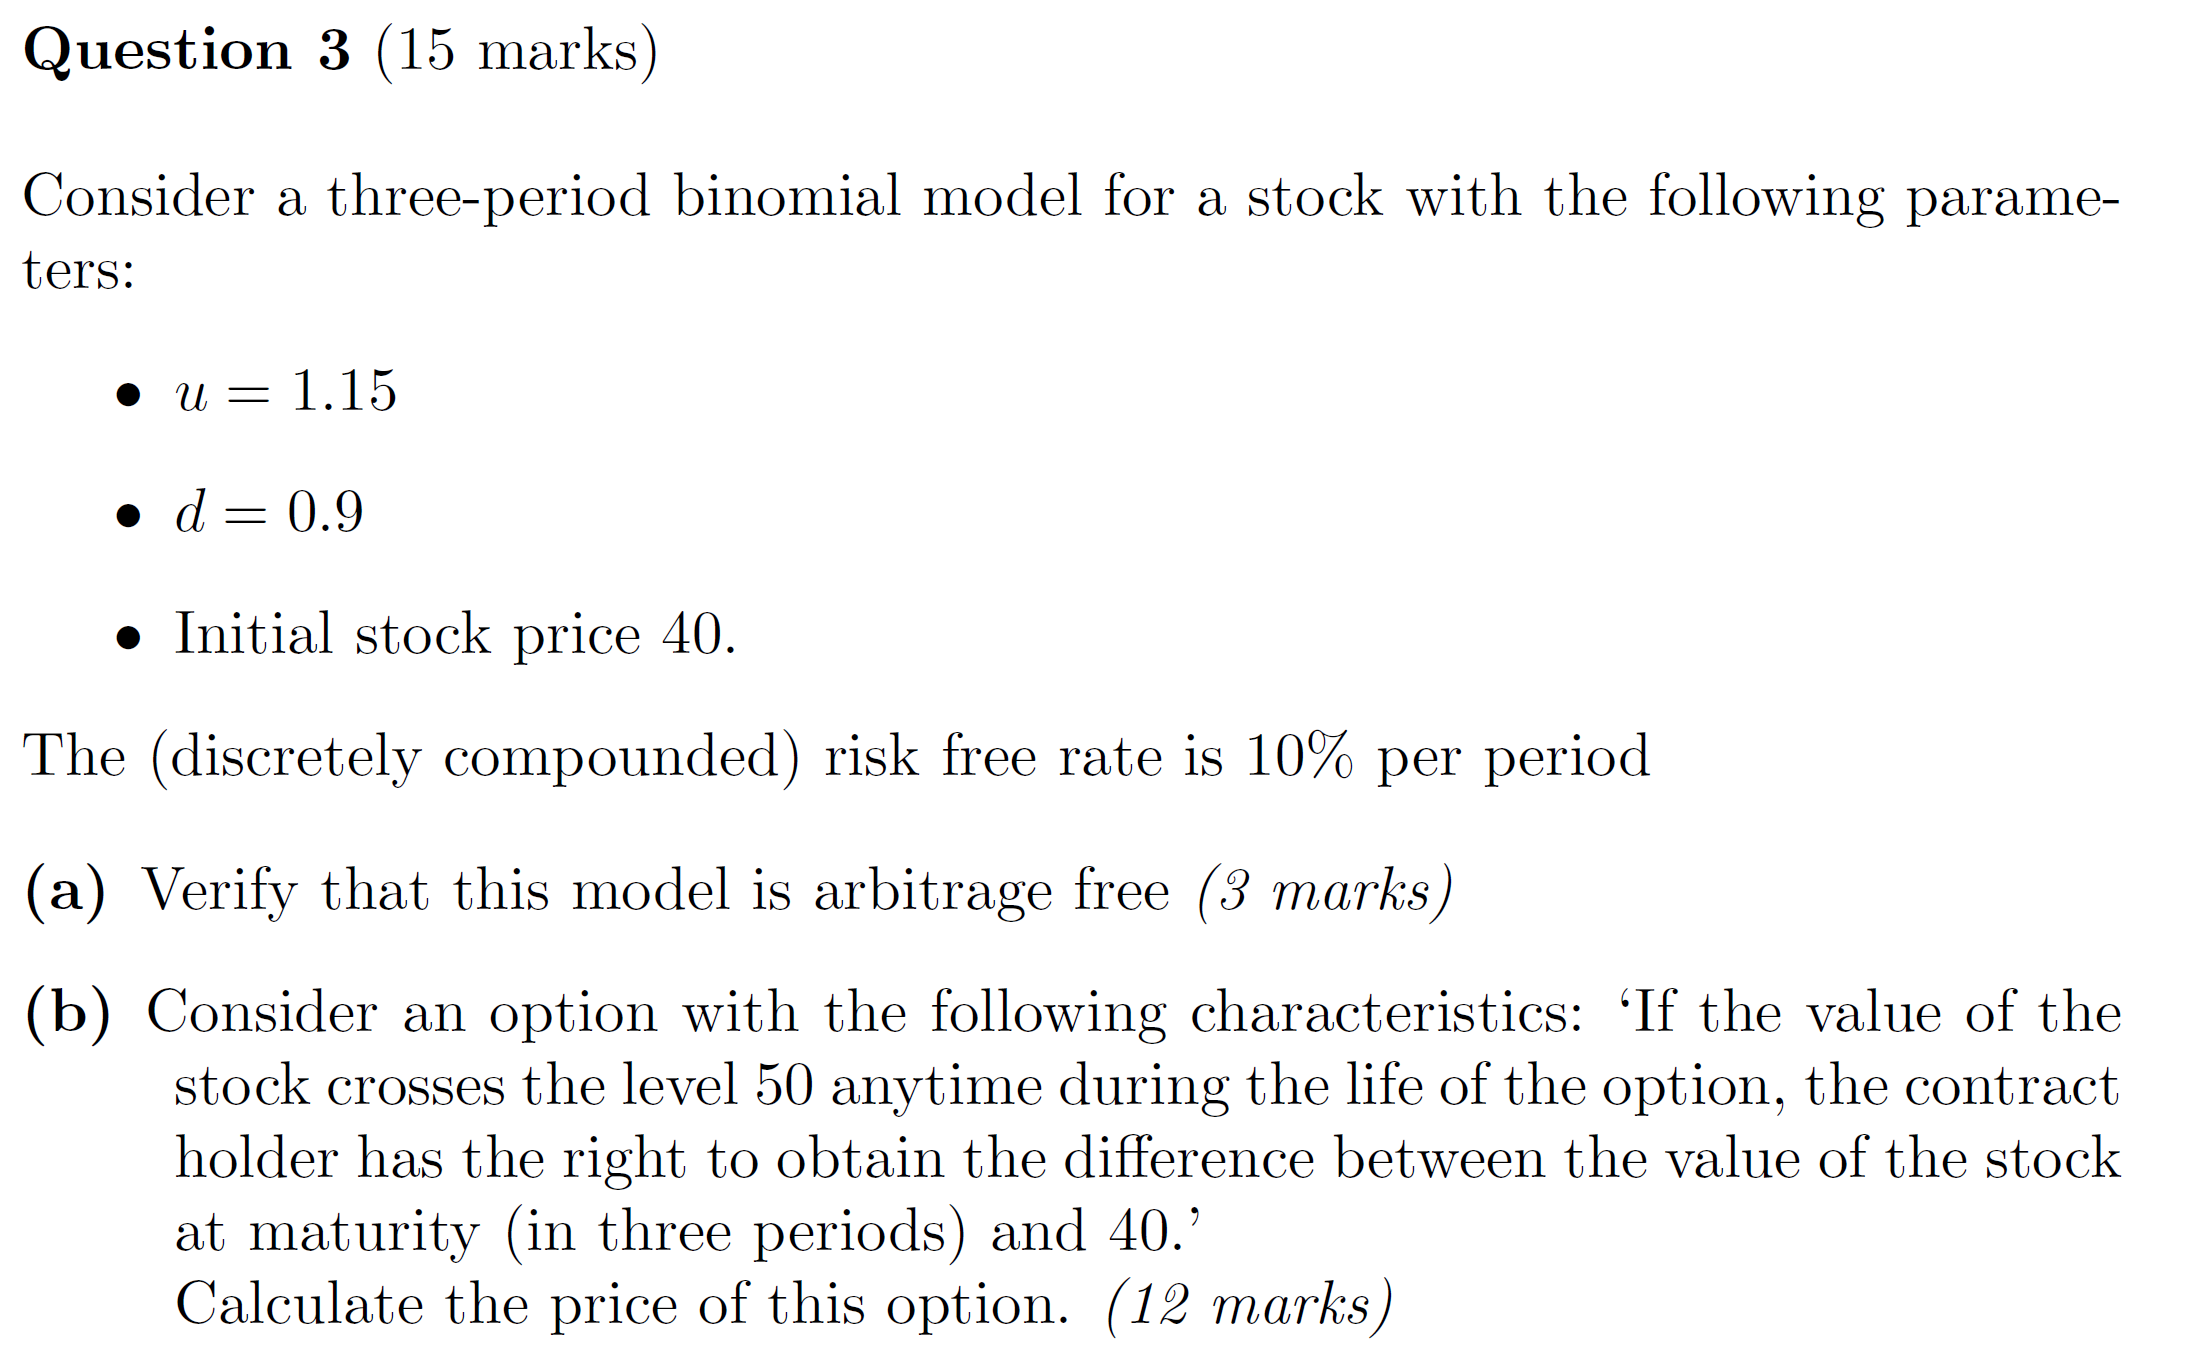 Question 3 (15 marks)
Consider a three-period binomial model for a stock with the following parame-
ters:
• u = 1.15
• d = 0.9
• Initial stock price 40.
The (discretely compounded) risk free rate is 10% per period
(a) Verify that this model is arbitrage free (3 marks)
(b) Consider an option with the following characteristics: ‘If the value of the
stock crosses the level 50 anytime during the life of the option, the contract
holder has the right to obtain the difference between the value of the stock
at maturity (in three periods) and 40.’
Calculate the price of this option. (12 marks)